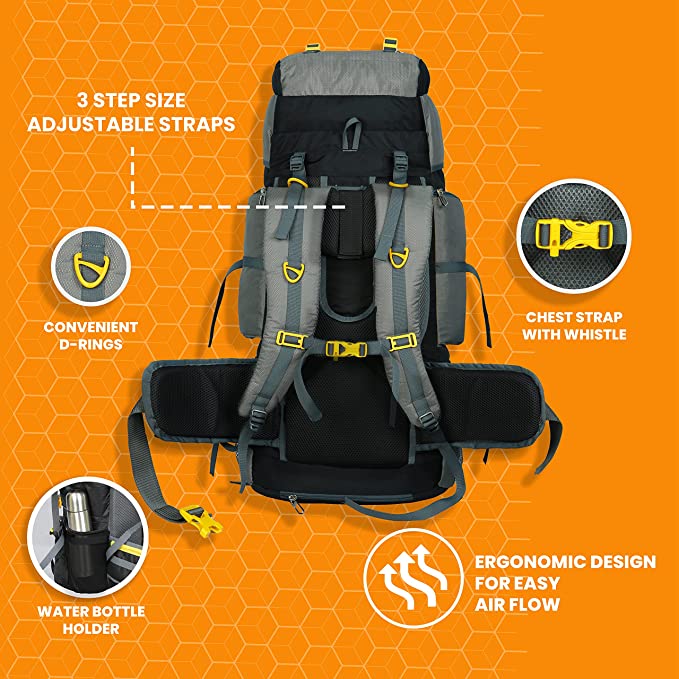 3 STEP SIZE
ADJUSTABLE STRAPS
CONVENIENT
D-RINGS
CHEST STRAP
WITH WHISTLE
WATER BOTTLE
HOLDER
ERGONOMIC DESIGN
FOR EASY
AIR FLOW